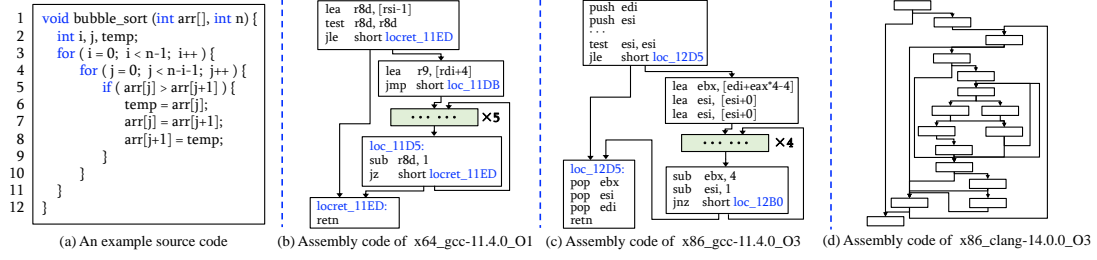 1 void bubble_sort (int arr[], int n) {
2 int i, j, temp;
3 for ( i = 0; i < n-1; i++ ) {
4 for ( j = 0; j < n-i-1; j++ ) {
5 if ( arr[j] > arr[j+1] ) {
6 temp = arr[j];
7 arr[j] = arr[j+1];
8 arr[j+1] = temp;
9 }
10 }
11 }
12 }
(a) An example source code
lea r8d, [rsi-1]
test r8d, r8d
jle short locret_11ED
lea r9, [rdi+4]
jmp short loc_11DB
... ... ×5
loc_11D5:
sub r8d, 1
jz short locret_11ED
locret_11ED:
retn
(b) Assembly code of x64_gcc-11.4.0_O1
push edi
push esi
...
test esi, esi
jle short loc_12D5
lea ebx, [edi+eax*4-4]
lea esi, [esi+0]
lea esi, [esi+0]
... ... ×4
loc_12D5:
pop ebx
pop esi
pop edi
retn
sub ebx, 4
sub esi, 1
jnz short loc_12B0
(c) Assembly code of x86_gcc-11.4.0_O3
(d) Assembly code of x86_clang-14.0.0_O3